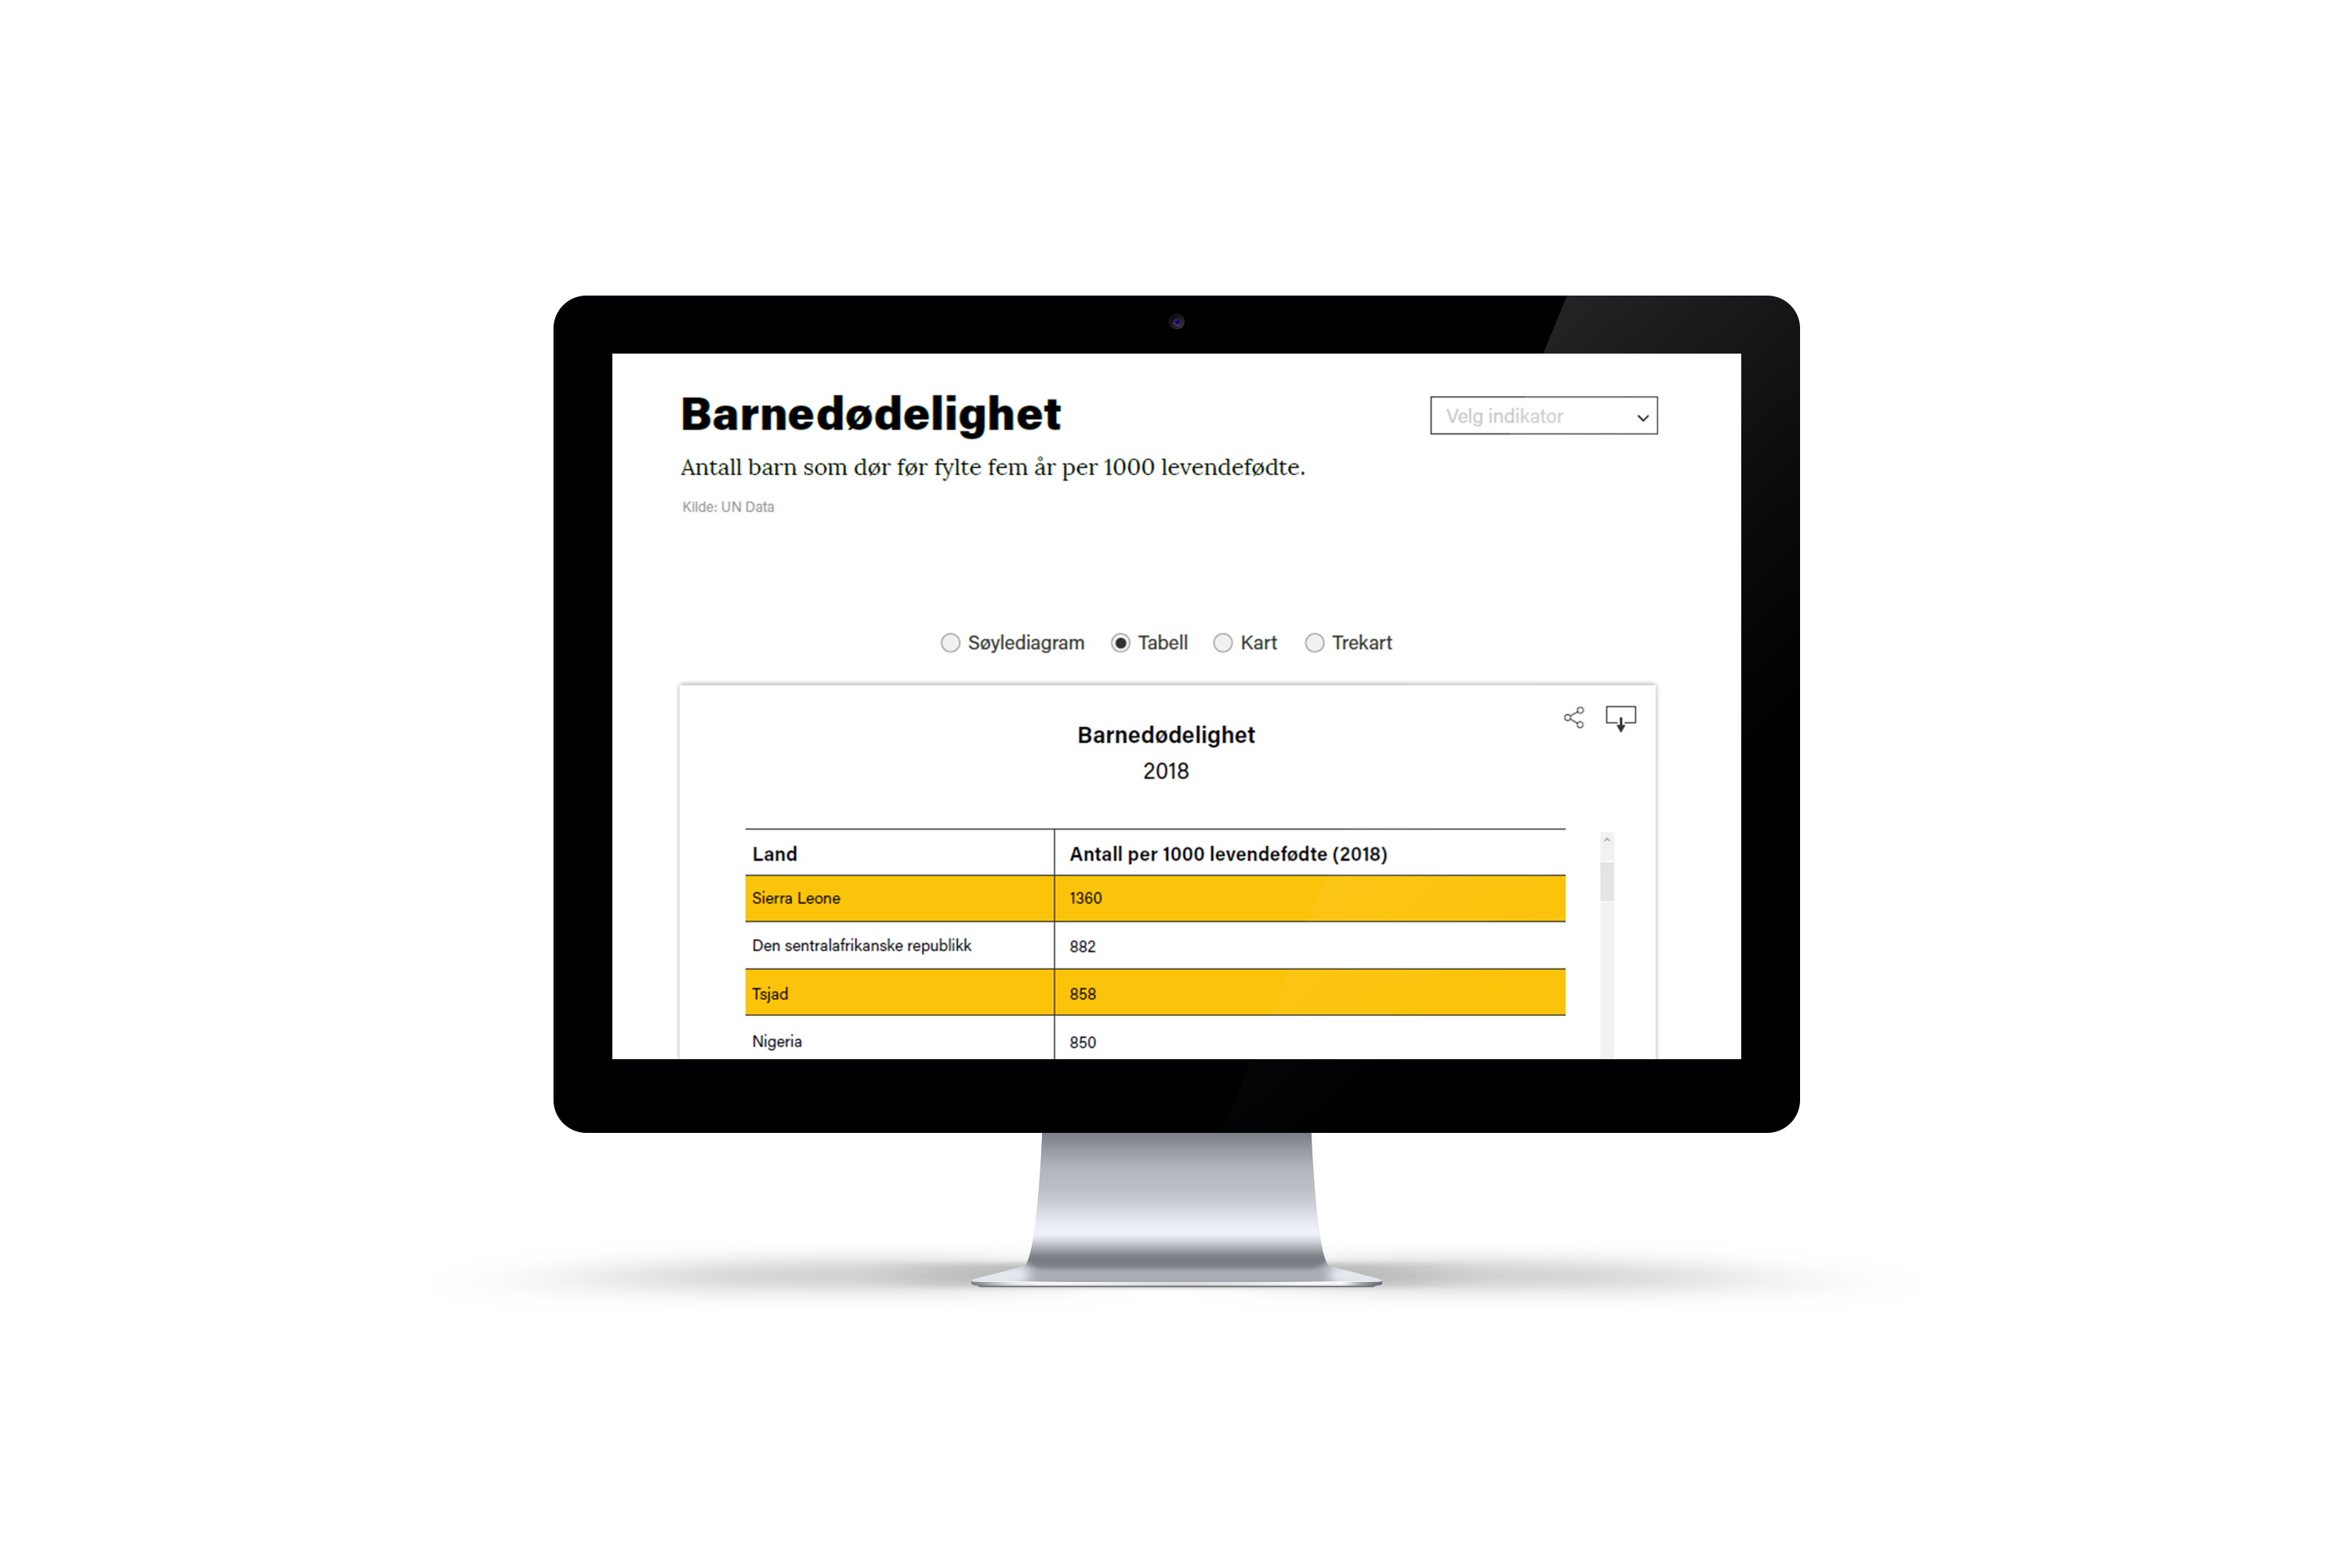 Barnedødelighet
Velg indikator
Antall barn som dør før fylte fem år per 1000 levendefødte.
Kilde: UN Data
Søylediagram Tabell Kart Trekart
Barnedødelighet
2018
Land Antall per 1000 levendefødte (2018)
Sierra Leone 1360
Den sentralafrikanske republikk 882
Tsjad 858
Nigeria 850